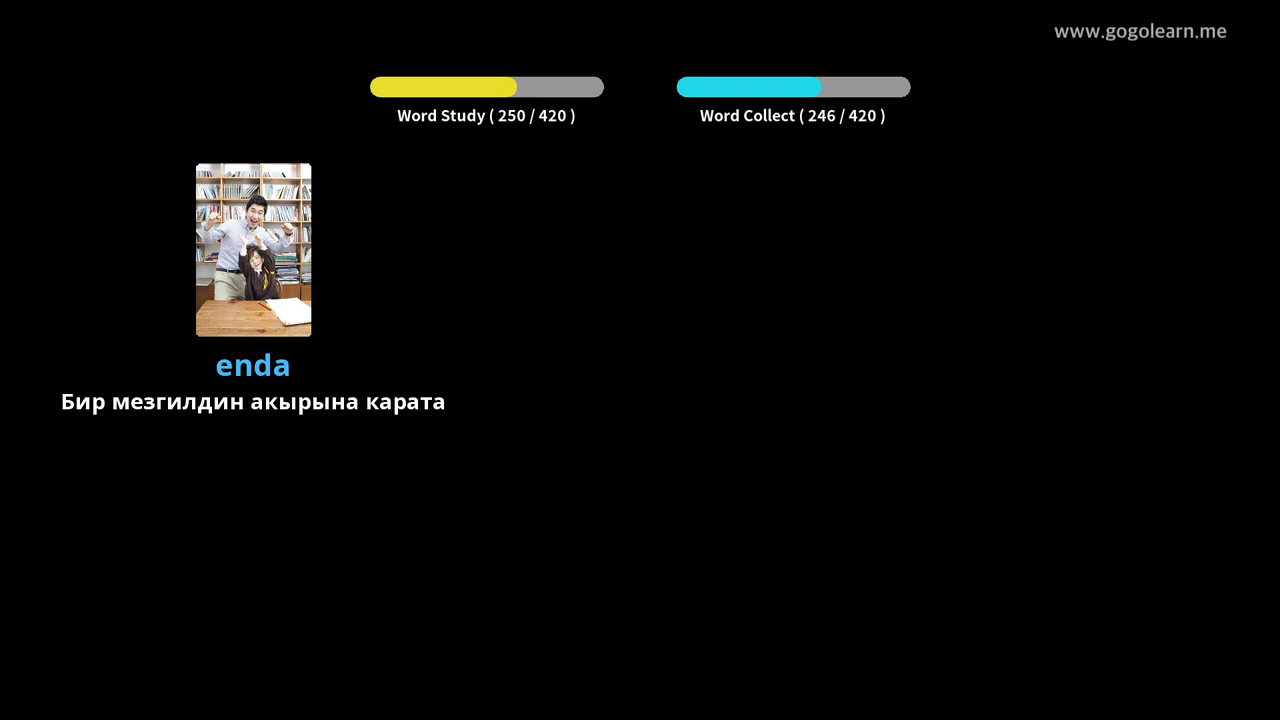 www.gogolearn.me
Word Study ( 250 / 420 )
Word Collect ( 246 / 420 )
enda
Бир мезгилдин акырына карата